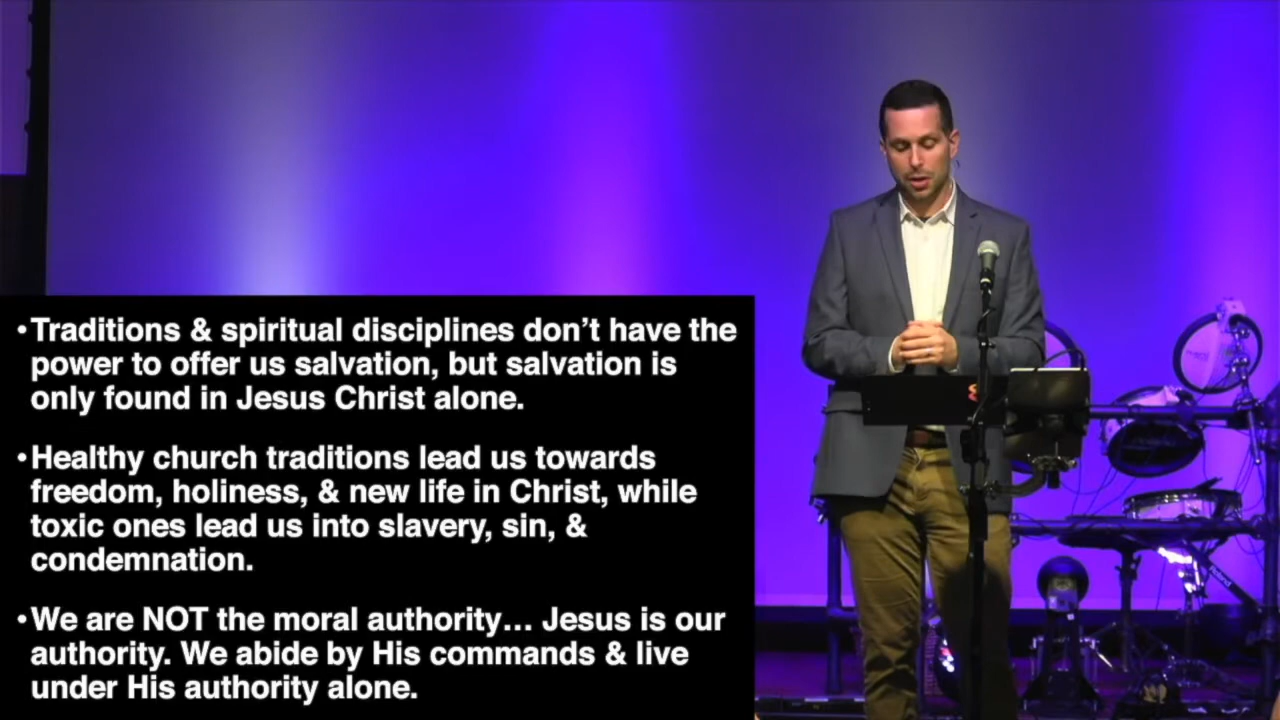 •Traditions & spiritual disciplines don’t have the
power to offer us salvation, but salvation is
only found in Jesus Christ alone.
•Healthy church traditions lead us towards
freedom, holiness, & new life in Christ, while
toxic ones lead us into slavery, sin, &
condemnation.
•We are NOT the moral authority… Jesus is our
authority. We abide by His commands & live
under His authority alone.
Roland